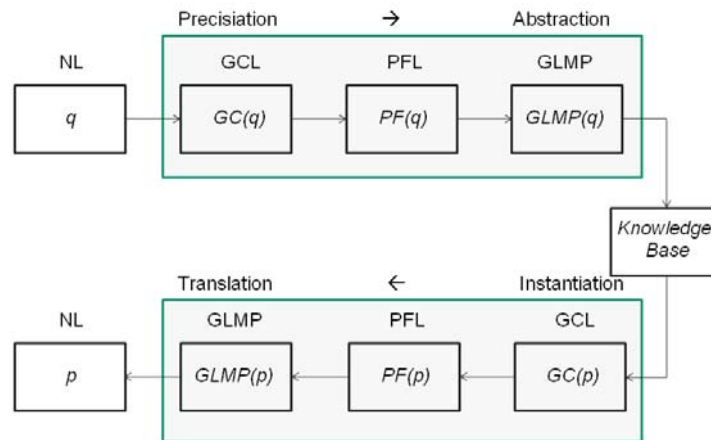 Precisiation → Abstraction
NL GCL PFL GLMP
q GC(q) PF(q) GLMP(q)
Knowledge
Base
Translation ← Instantiation
NL GLMP PFL GCL
p GLMP(p) PF(p) GC(p)